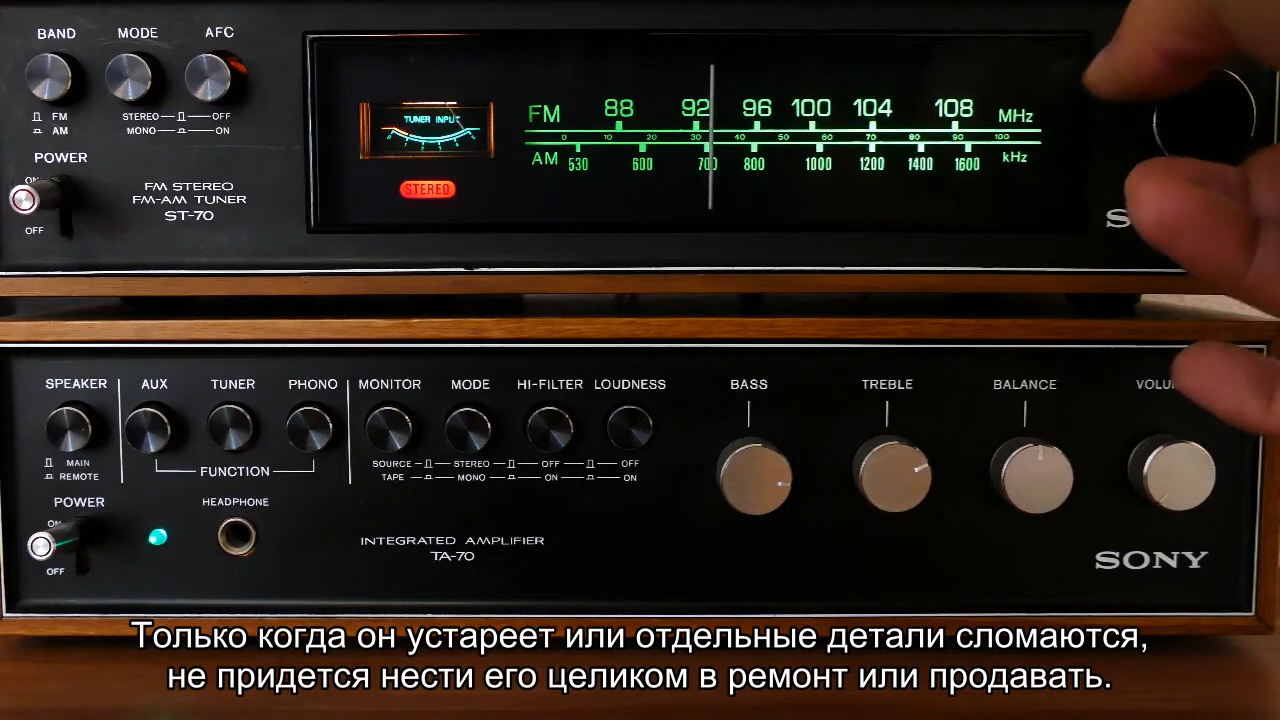 BAND MODE AFC
FM STEREO OFF
AM MONO ON
POWER
ON
OFF
FM STEREO
FM-AM TUNER
ST-70
TUNER INPUT
STEREO
FM 88 92 96 100 104 108 MHz
0 10 20 30 40 50 60 70 80 90 100
AM 530 600 700 800 1000 1200 1400 1600 kHz
SPEAKER AUX TUNER PHONO MONITOR MODE HI-FILTER LOUDNESS BASS TREBLE BALANCE
MAIN SOURCE STEREO OFF OFF
REMOTE FUNCTION TAPE MONO ON ON
POWER HEADPHONE
ON
OFF
INTEGRATED AMPLIFIER
TA-70
SONY
Только когда он устареет или отдельные детали сломаются,
не придется нести его целиком в ремонт или продавать.